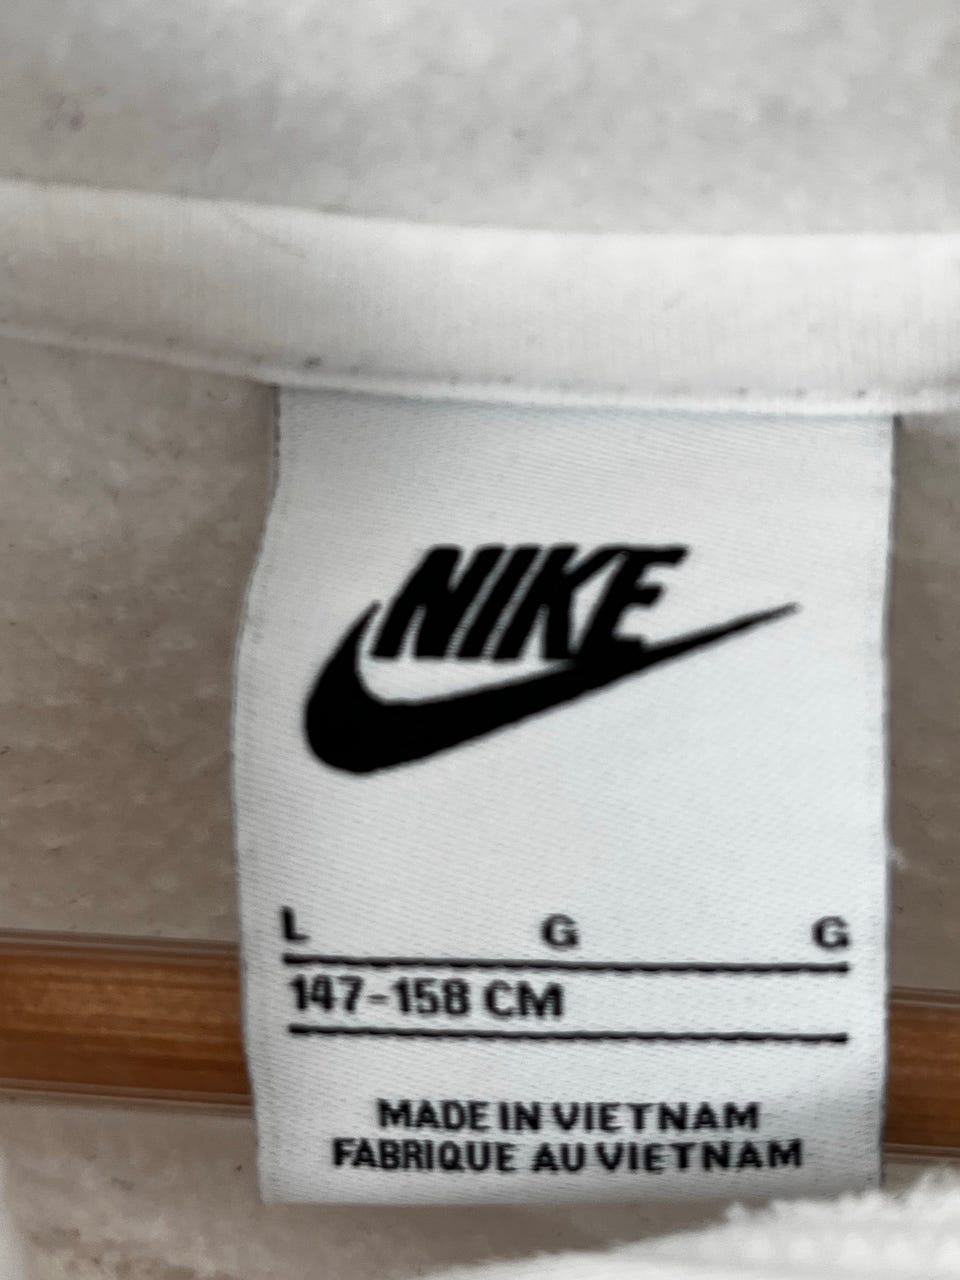 NIKE
L G G
147-158 CM
MADE IN VIETNAM
FABRIQUE AU VIETNAM